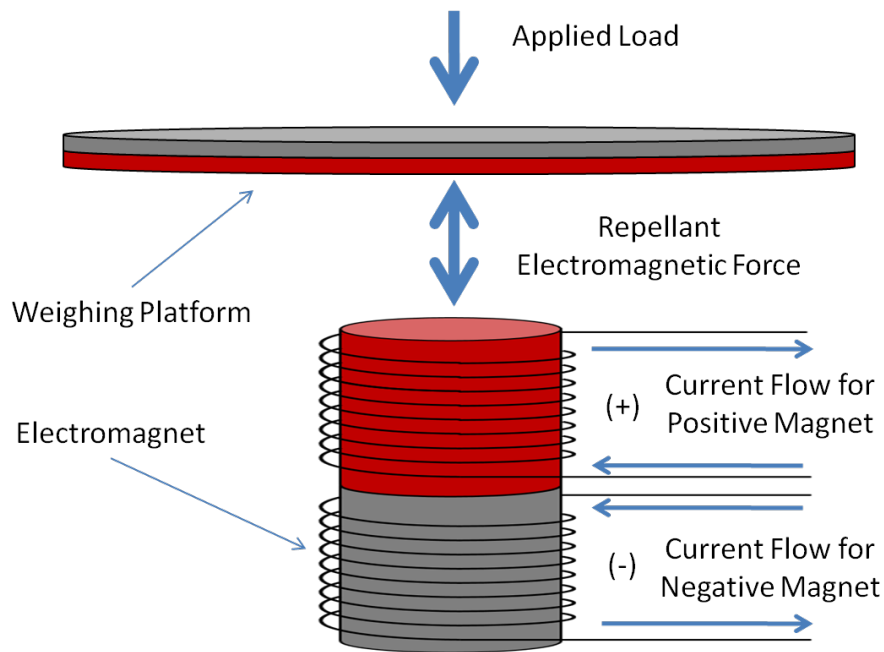 Applied Load
Repellant
Electromagnetic Force
Weighing Platform
(+)
Current Flow for
Positive Magnet
Electromagnet
(-)
Current Flow for
Negative Magnet